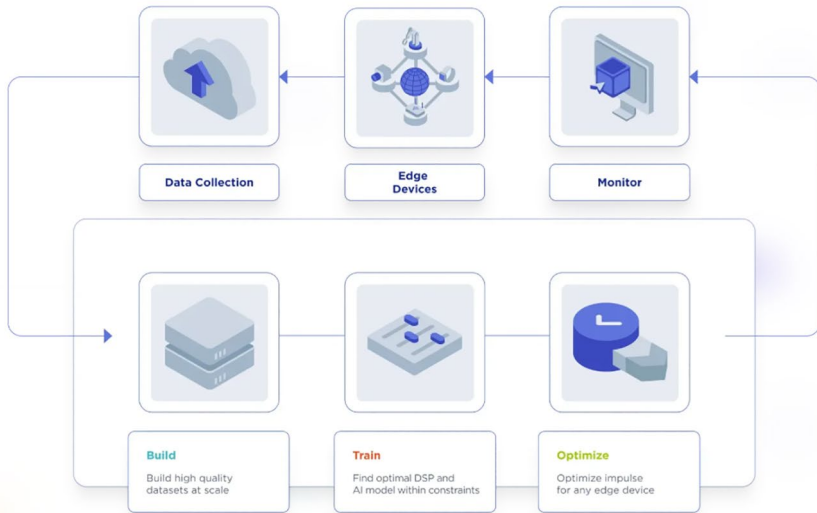 Data Collection
Edge
Devices
Monitor
Build
Build high quality
datasets at scale
Train
Find optimal DSP and
AI model within constraints
Optimize
Optimize impulse
for any edge device